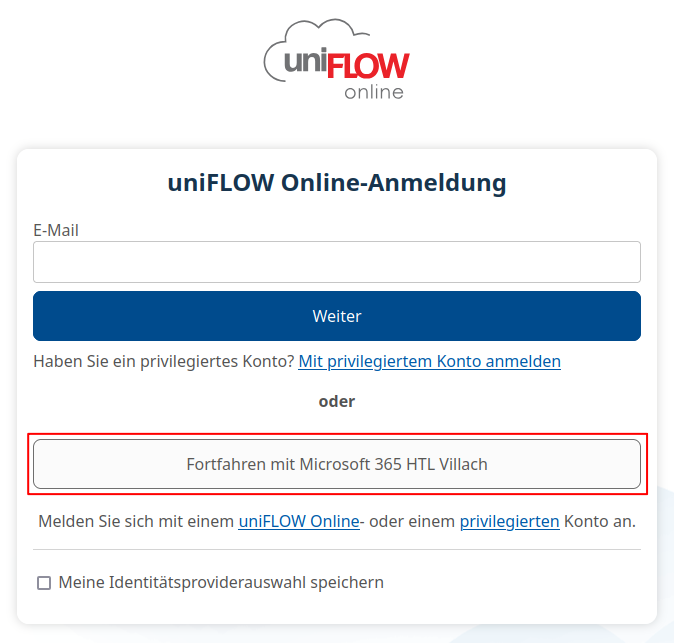 uniFLOW
online
uniFLOW Online-Anmeldung
E-Mail
Weiter
Haben Sie ein privilegiertes Konto? Mit privilegiertem Konto anmelden
oder
Fortfahren mit Microsoft 365 HTL Villach
Melden Sie sich mit einem uniFLOW Online- oder einem privilegierten Konto an.
Meine Identitätsproviderauswahl speichern